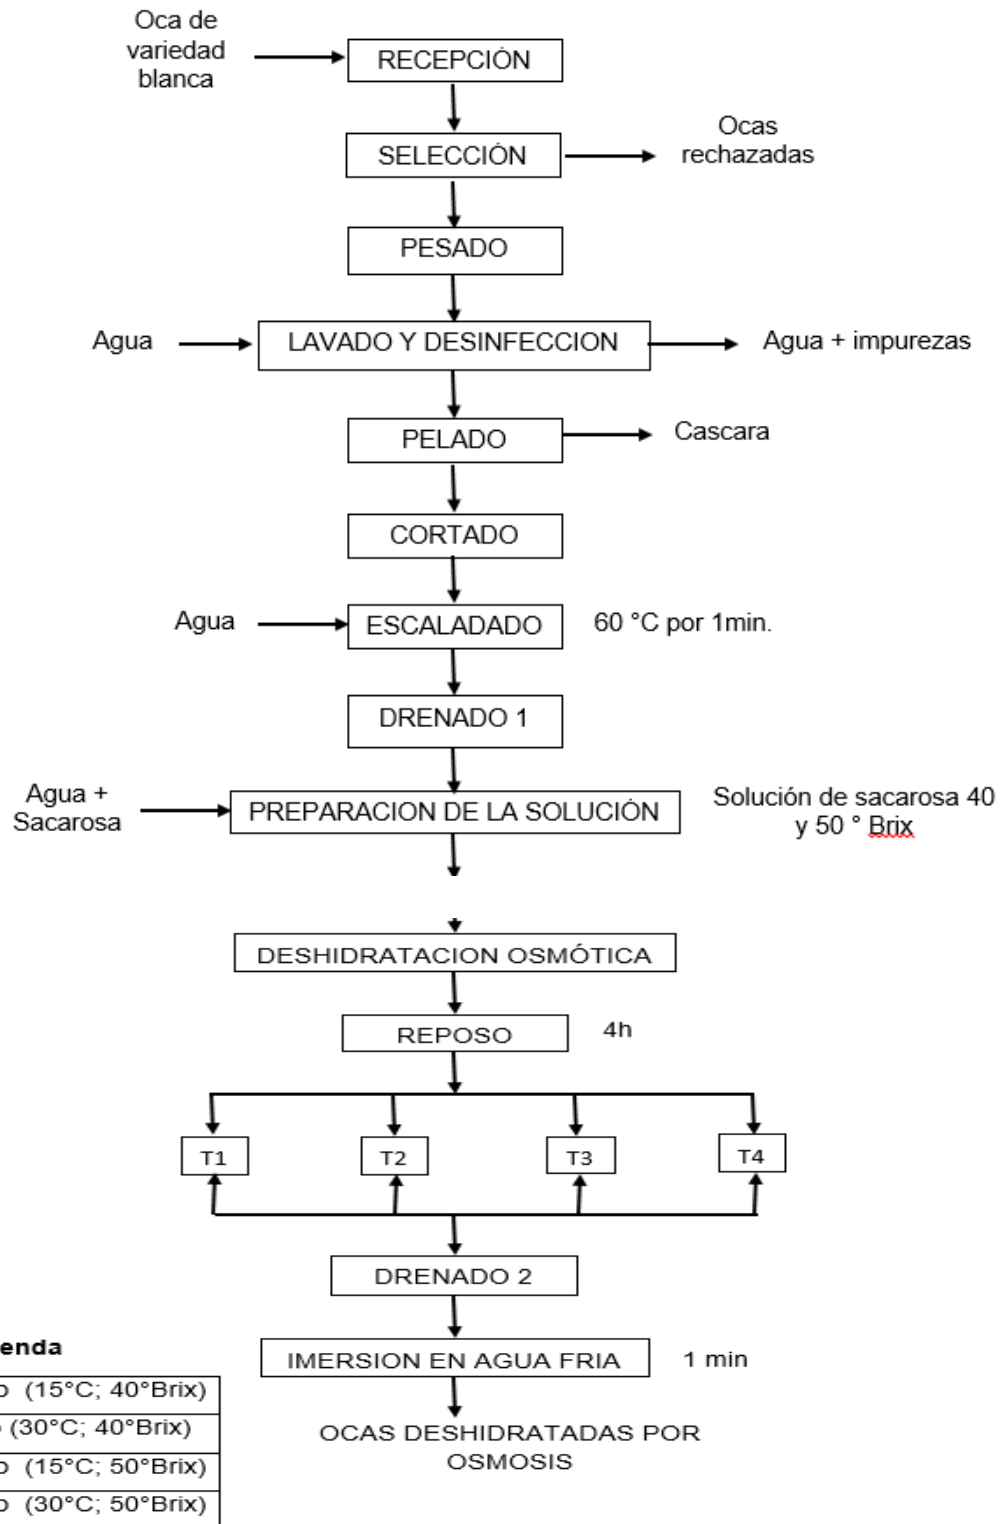 Oca de
variedad
blanca
RECEPCIÓN
SELECCIÓN
Ocas
rechazadas
PESADO
Agua
LAVADO Y DESINFECCION
Agua + impurezas
PELADO
Cascara
CORTADO
Agua
ESCALADADO
60 °C por 1min.
DRENADO 1
Agua +
Sacarosa
PREPARACION DE LA SOLUCIÓN
Solución de sacarosa 40
y 50 ° Brix
DESHIDRATACION OSMÓTICA
REPOSO
4h
T1
T2
T3
T4
DRENADO 2
IMERSION EN AGUA FRIA
1 min
OCAS DESHIDRATADAS POR
OSMOSIS
enda
o (15°C; 40°Brix)
(30°C; 40°Brix)
o (15°C; 50°Brix)
o (30°C; 50°Brix)